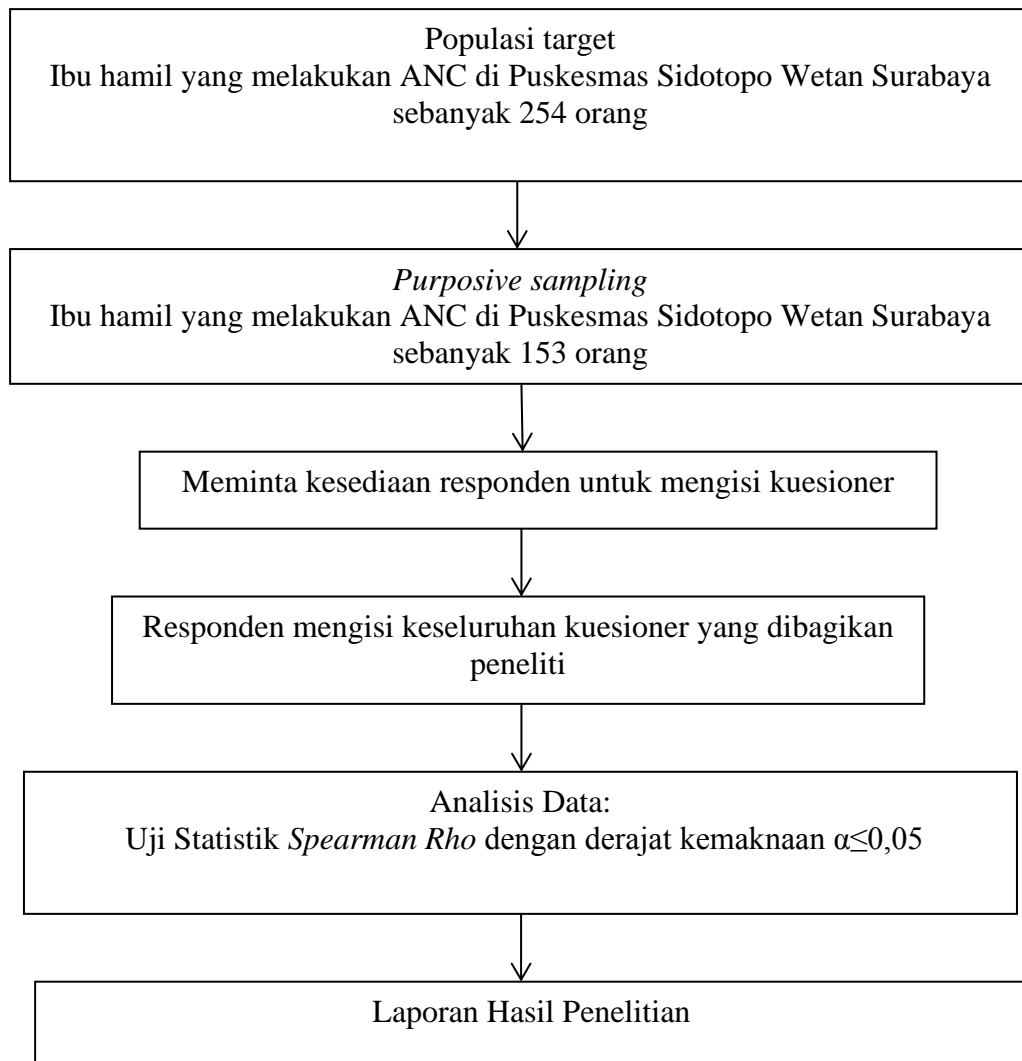 Populasi target
Ibu hamil yang melakukan ANC di Puskesmas Sidotopo Wetan Surabaya
sebanyak 254 orang
Purposive sampling
Ibu hamil yang melakukan ANC di Puskesmas Sidotopo Wetan Surabaya
sebanyak 153 orang
Meminta kesediaan responden untuk mengisi kuesioner
Responden mengisi keseluruhan kuesioner yang dibagikan
peneliti
Analisis Data:
Uji Statistik Spearman Rho dengan derajat kemaknaan α≤0,05
Laporan Hasil Penelitian